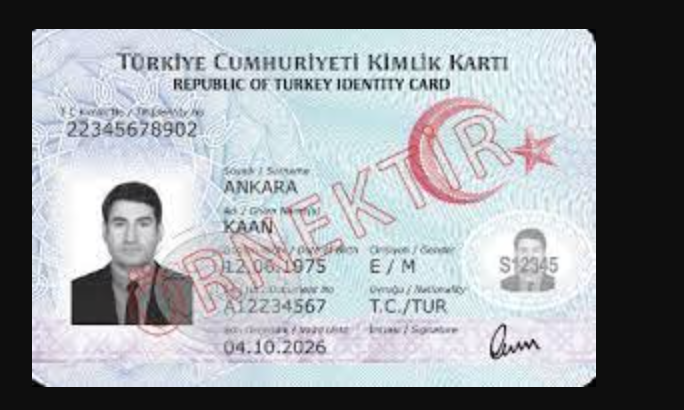 TÜRKİYE CUMHURİYETİ KİMLİK KARTI
REPUBLIC OF TURKEY IDENTITY CARD
T.C. Kimlik No / TR Identity No
22345678902
Soyadı / Surname
ANKARA
Adı / Given Name(s)
KAAN
Doğum Tarihi / Date of Birth Cinsiyeti / Gender
12.06.1975 E / M
S12345
Seri No / Document No Uyruğu / Nationality
A12Z34567 T.C./TUR
Son Geçerlilik / Valid Until İmzası / Signature
04.10.2026
ÖRNEKTİR